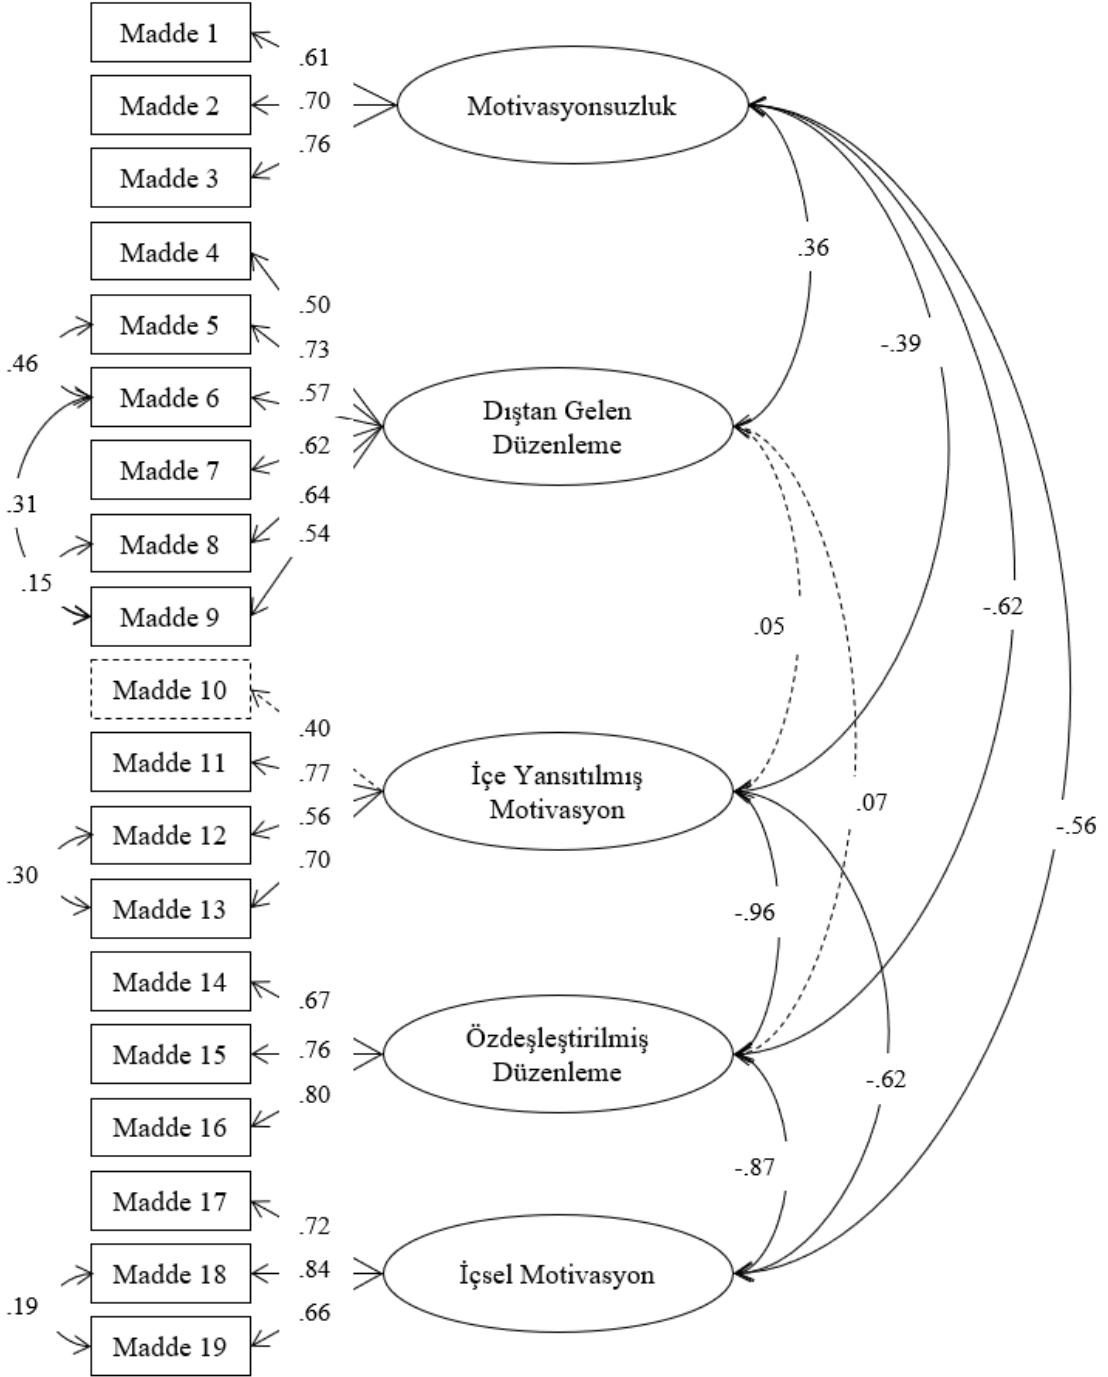 Madde 1
.61
Madde 2
.70
Motivasyonsuzluk
.76
Madde 3
Madde 4
.36
.50
Madde 5
.73
-.39
.46
Madde 6
.57
Dıştan Gelen
Düzenleme
.62
Madde 7
.64
.31
.54
Madde 8
.15
-.62
Madde 9
.05
Madde 10
.40
Madde 11
.77
İçe Yansıtılmış
Motivasyon
.07
.56
-.56
Madde 12
.70
.30
Madde 13
-.96
Madde 14
.67
Özdeşleştirilmiş
Düzenleme
Madde 15
.76
-.62
.80
Madde 16
-.87
Madde 17
.72
Madde 18
.84
İçsel Motivasyon
.19
.66
Madde 19